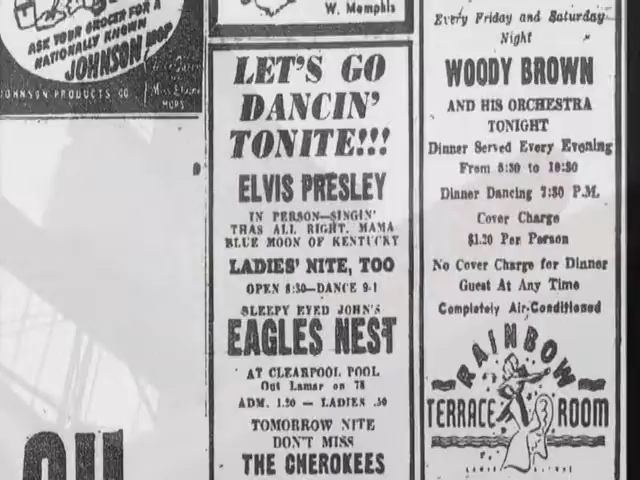 ASK YOUR GROCER FOR A
NATIONALLY KNOWN
JOHNSON MOP
JOHNSON PRODUCTS CO
MOPS
W. Memphis
LET'S GO
DANCIN'
TONITE!!!
ELVIS PRESLEY
IN PERSON—SINGIN'
THAS ALL RIGHT, MAMA
BLUE MOON OF KENTUCKY
LADIES' NITE, TOO
OPEN 8:30—DANCE 9-1
SLEEPY EYED JOHN'S
EAGLES NEST
AT CLEARPOOL POOL
Out Lamar on 78
ADM. 1.20 — LADIES .50
TOMORROW NITE
DON'T MISS
THE CHEROKEES
Every Friday and Saturday
Night
WOODY BROWN
AND HIS ORCHESTRA
TONIGHT
Dinner Served Every Evening
From 5:30 to 10:30
Dinner Dancing 7:30 P.M.
Cover Charge
$1.20 Per Person
No Cover Charge for Dinner
Guest At Any Time
Completely Air-Conditioned
RAINBOW
TERRACE ROOM